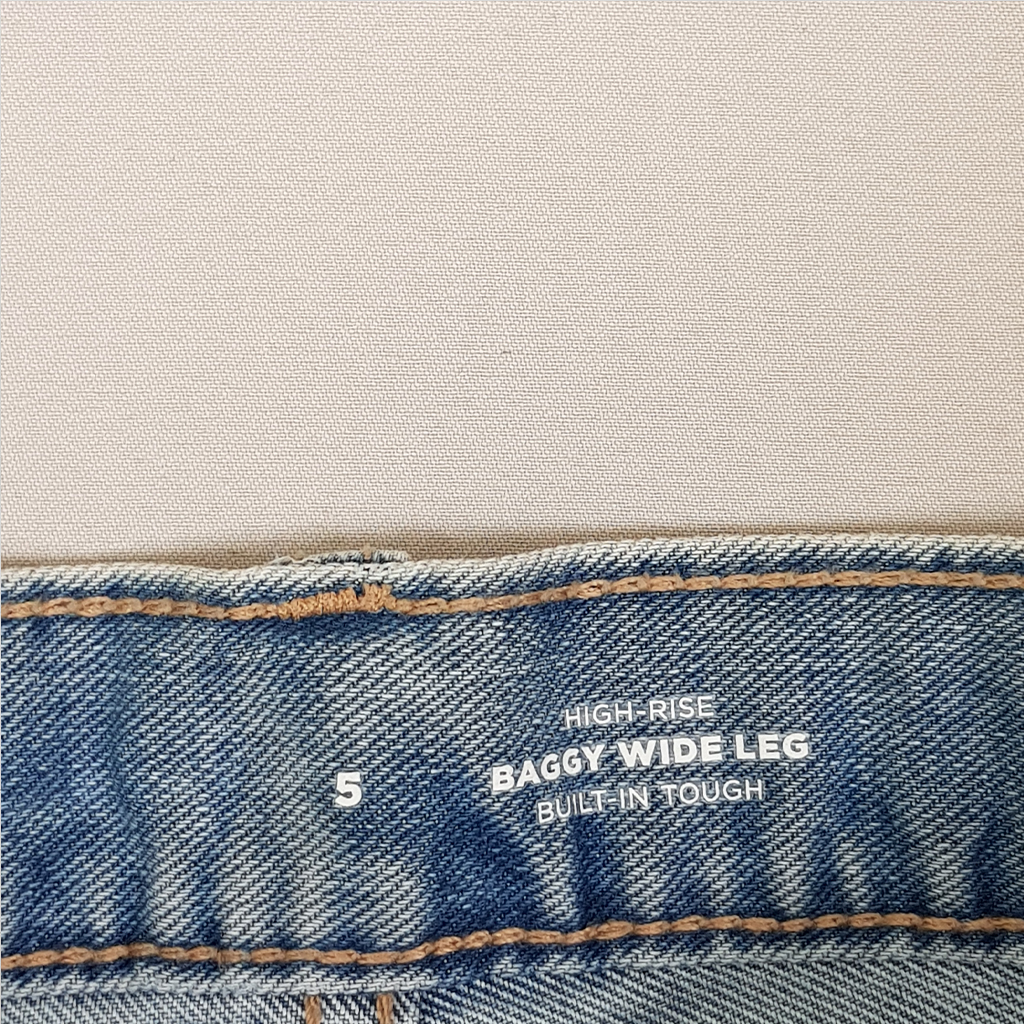 HIGH-RISE
BAGGY WIDE LEG
5
BUILT-IN TOUGH